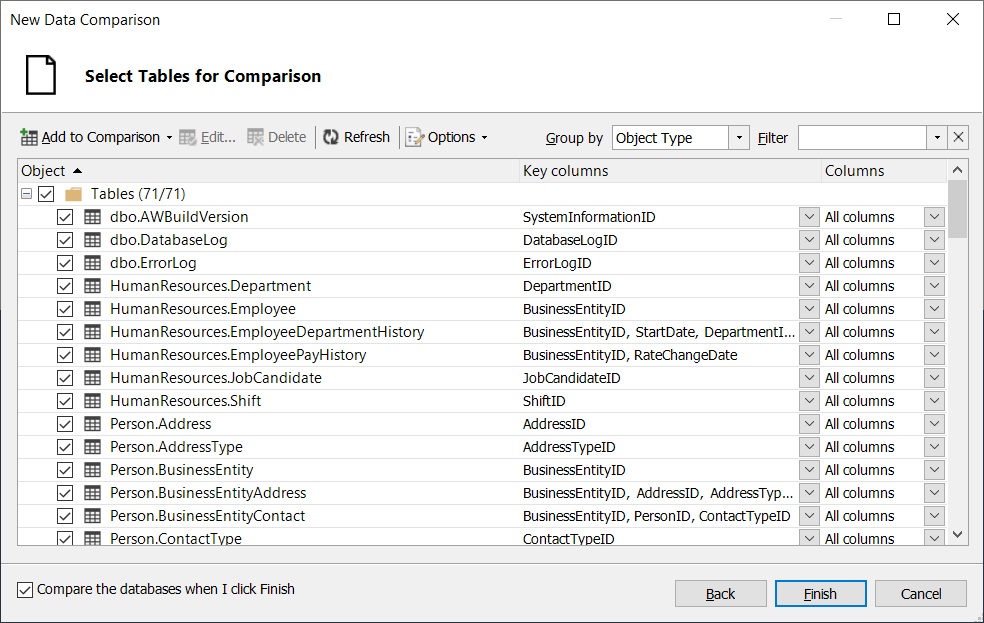 New Data Comparison
Select Tables for Comparison
Add to Comparison Edit... Delete Refresh Options Group by Object Type Filter
Object Key columns Columns
Tables (71/71)
dbo.AWBuildVersion SystemInformationID All columns
dbo.DatabaseLog DatabaseLogID All columns
dbo.ErrorLog ErrorLogID All columns
HumanResources.Department DepartmentID All columns
HumanResources.Employee BusinessEntityID All columns
HumanResources.EmployeeDepartmentHistory BusinessEntityID, StartDate, DepartmentI... All columns
HumanResources.EmployeePayHistory BusinessEntityID, RateChangeDate All columns
HumanResources.JobCandidate JobCandidateID All columns
HumanResources.Shift ShiftID All columns
Person.Address AddressID All columns
Person.AddressType AddressTypeID All columns
Person.BusinessEntity BusinessEntityID All columns
Person.BusinessEntityAddress BusinessEntityID, AddressID, AddressTyp... All columns
Person.BusinessEntityContact BusinessEntityID, PersonID, ContactTypeID All columns
Person.ContactType ContactTypeID All columns
Compare the databases when I click Finish
Back Finish Cancel